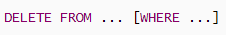 DELETE FROM ... [WHERE ...]